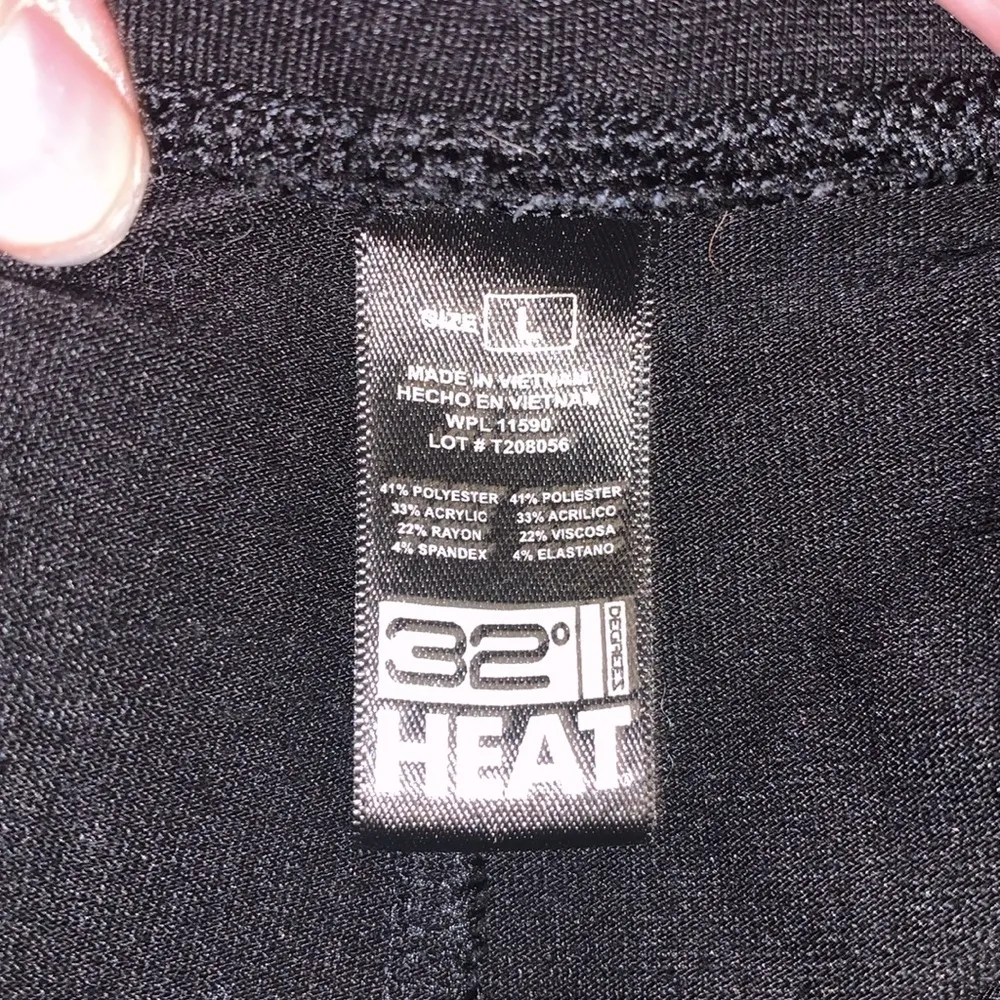 SIZE L
MADE IN VIETNAM
HECHO EN VIETNAM
WPL 11590
LOT # T208056
41% POLYESTER 41% POLIESTER
33% ACRYLIC 33% ACRILICO
22% RAYON 22% VISCOSA
4% SPANDEX 4% ELASTANO
32° DEGREES
HEAT